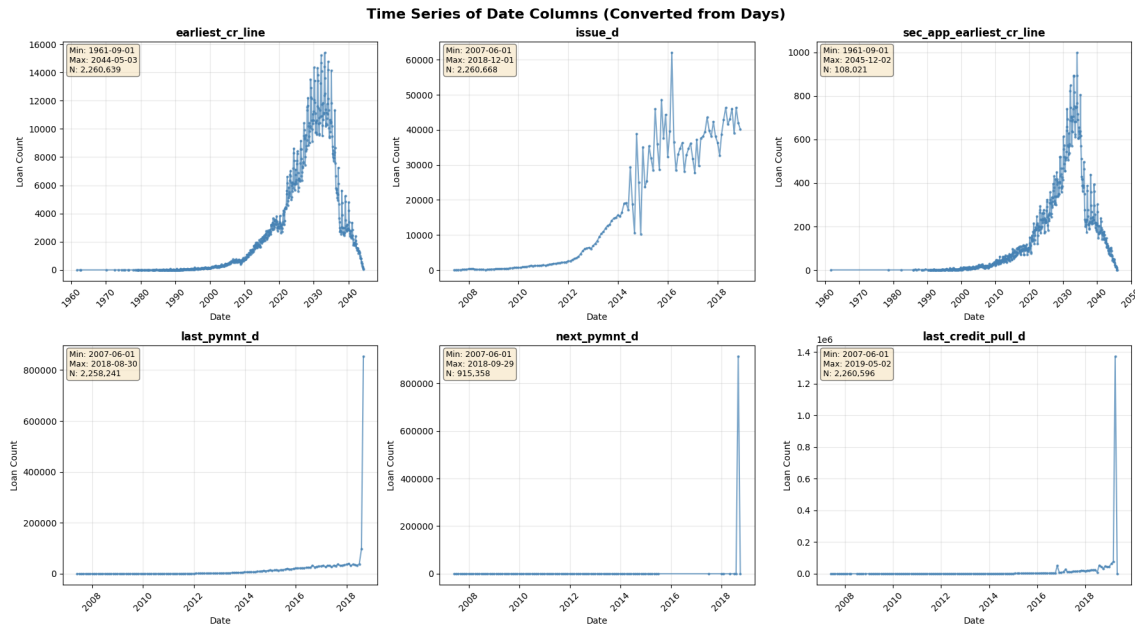 Time Series of Date Columns (Converted from Days)
earliest_cr_line
Min: 1961-09-01
Max: 2044-05-03
N: 2,260,639
16000
14000
12000
10000
8000
6000
4000
2000
0
Loan Count
1960
1970
1980
1990
2000
2010
2020
2030
2040
Date
issue_d
Min: 2007-06-01
Max: 2018-12-01
N: 2,260,668
60000
50000
40000
30000
20000
10000
0
Loan Count
2008
2010
2012
2014
2016
2018
Date
sec_app_earliest_cr_line
Min: 1961-09-01
Max: 2045-12-02
N: 108,021
1000
800
600
400
200
0
Loan Count
1960
1970
1980
1990
2000
2010
2020
2030
2040
2050
Date
last_pymnt_d
Min: 2007-06-01
Max: 2018-08-30
N: 2,258,241
800000
600000
400000
200000
0
Loan Count
2008
2010
2012
2014
2016
2018
Date
next_pymnt_d
Min: 2007-06-01
Max: 2018-09-29
N: 915,358
800000
600000
400000
200000
0
Loan Count
2008
2010
2012
2014
2016
2018
Date
last_credit_pull_d
1e6
Min: 2007-06-01
Max: 2019-05-02
N: 2,260,596
1.4
1.2
1.0
0.8
0.6
0.4
0.2
0.0
Loan Count
2008
2010
2012
2014
2016
2018
Date